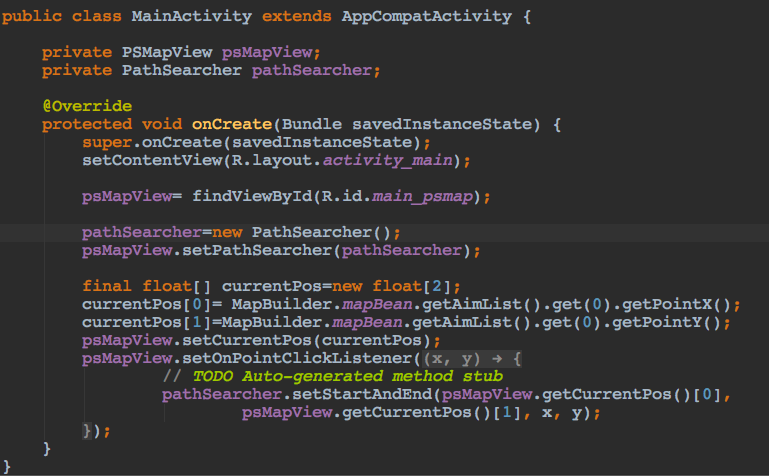 public class MainActivity extends AppCompatActivity {
private PSMapView psMapView;
private PathSearcher pathSearcher;
@Override
protected void onCreate(Bundle savedInstanceState) {
super.onCreate(savedInstanceState);
setContentView(R.layout.activity_main);
psMapView= findViewById(R.id.main_psmap);
pathSearcher=new PathSearcher();
psMapView.setPathSearcher(pathSearcher);
final float[] currentPos=new float[2];
currentPos[0]= MapBuilder.mapBean.getAimList().get(0).getPointX();
currentPos[1]=MapBuilder.mapBean.getAimList().get(0).getPointY();
psMapView.setCurrentPos(currentPos);
psMapView.setOnPointClickListener((x, y) → {
// TODO Auto-generated method stub
pathSearcher.setStartAndEnd(psMapView.getCurrentPos()[0],
psMapView.getCurrentPos()[1], x, y);
});
}
}